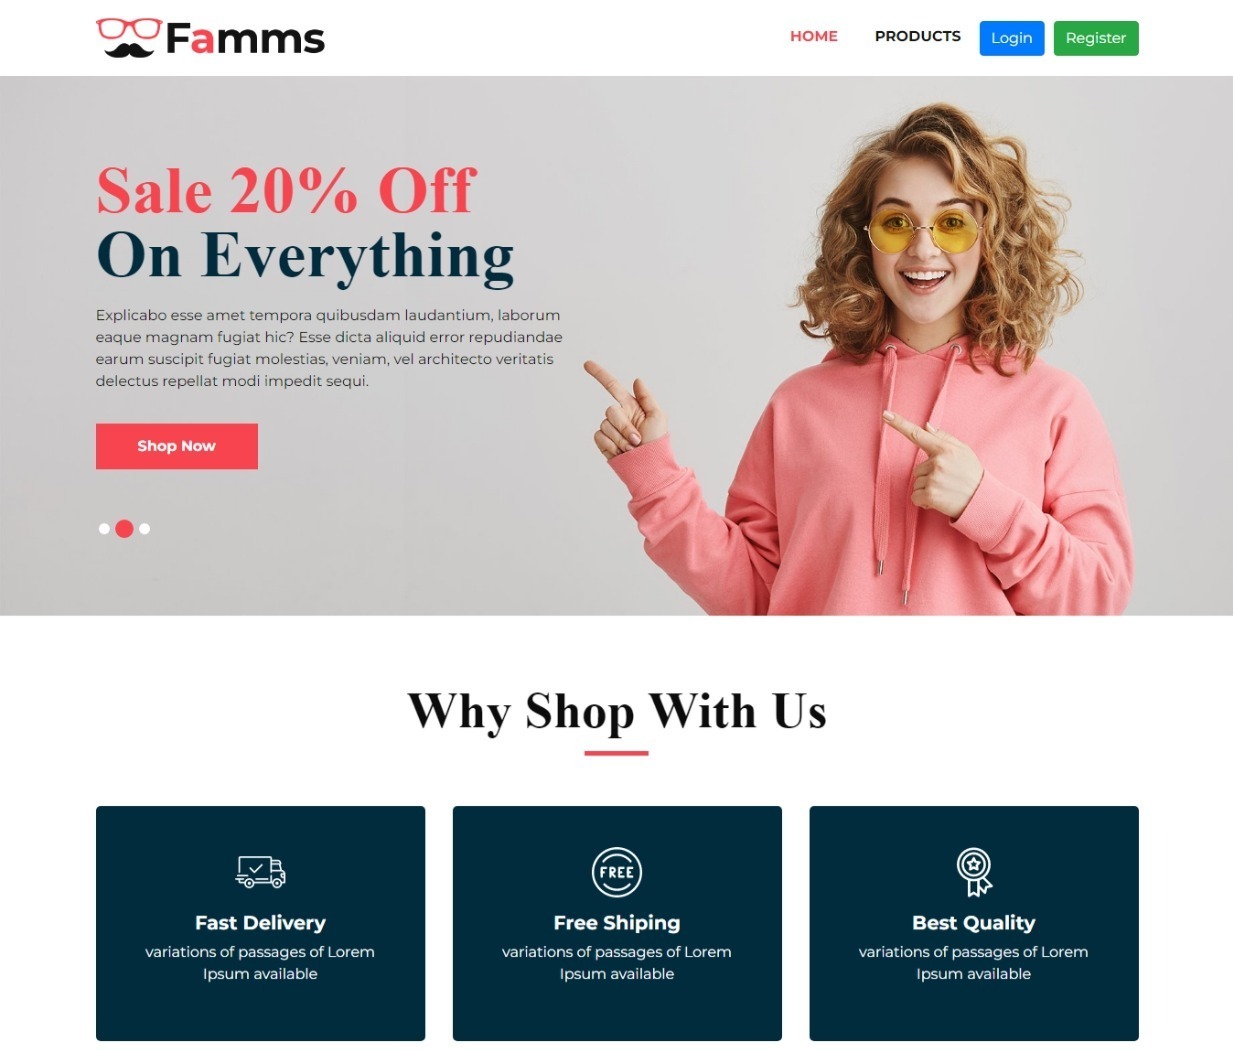 Famms
HOME PRODUCTS Login Register
Sale 20% Off
On Everything
Explicabo esse amet tempora quibusdam laudantium, laborum
eaque magnam fugiat hic? Esse dicta aliquid error repudiandae
earum suscipit fugiat molestias, veniam, vel architecto veritatis
delectus repellat modi impedit sequi.
Shop Now
Why Shop With Us
Fast Delivery
variations of passages of Lorem
Ipsum available
FREE
Free Shiping
variations of passages of Lorem
Ipsum available
Best Quality
variations of passages of Lorem
Ipsum available